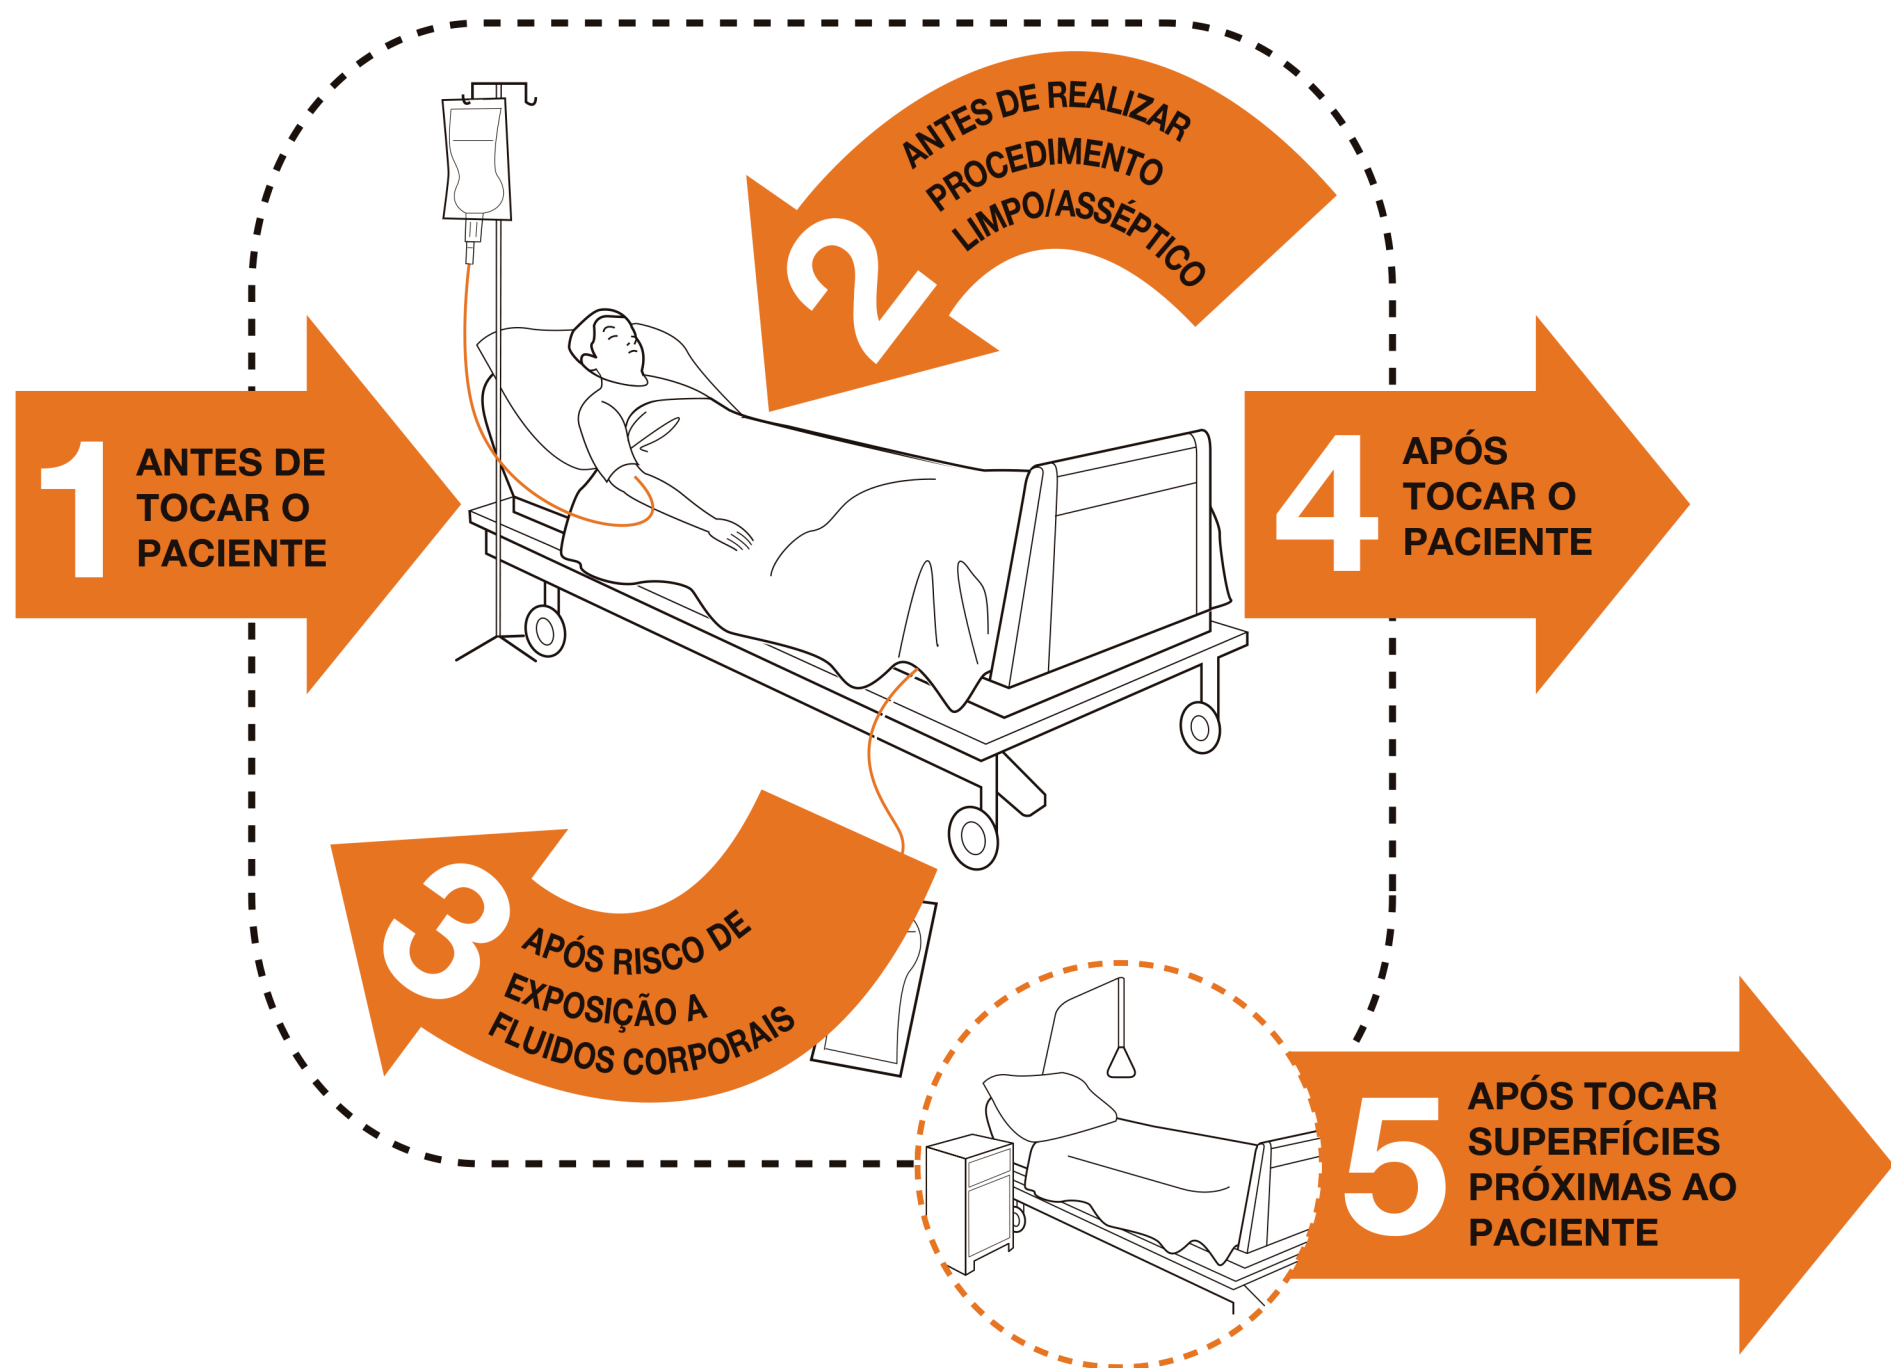 1
ANTES DE
TOCAR O
PACIENTE
2
ANTES DE REALIZAR
PROCEDIMENTO
LIMPO/ASSÉPTICO
3
APÓS RISCO DE
EXPOSIÇÃO A
FLUIDOS CORPORAIS
4
APÓS
TOCAR O
PACIENTE
5
APÓS TOCAR
SUPERFÍCIES
PRÓXIMAS AO
PACIENTE